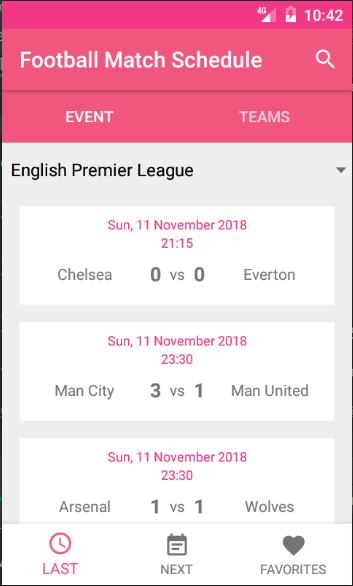 4G 10:42
Football Match Schedule
EVENT TEAMS
English Premier League
Sun, 11 November 2018
21:15
Chelsea 0 vs 0 Everton
Sun, 11 November 2018
23:30
Man City 3 vs 1 Man United
Sun, 11 November 2018
23:30
Arsenal 1 vs 1 Wolves
LAST NEXT FAVORITES